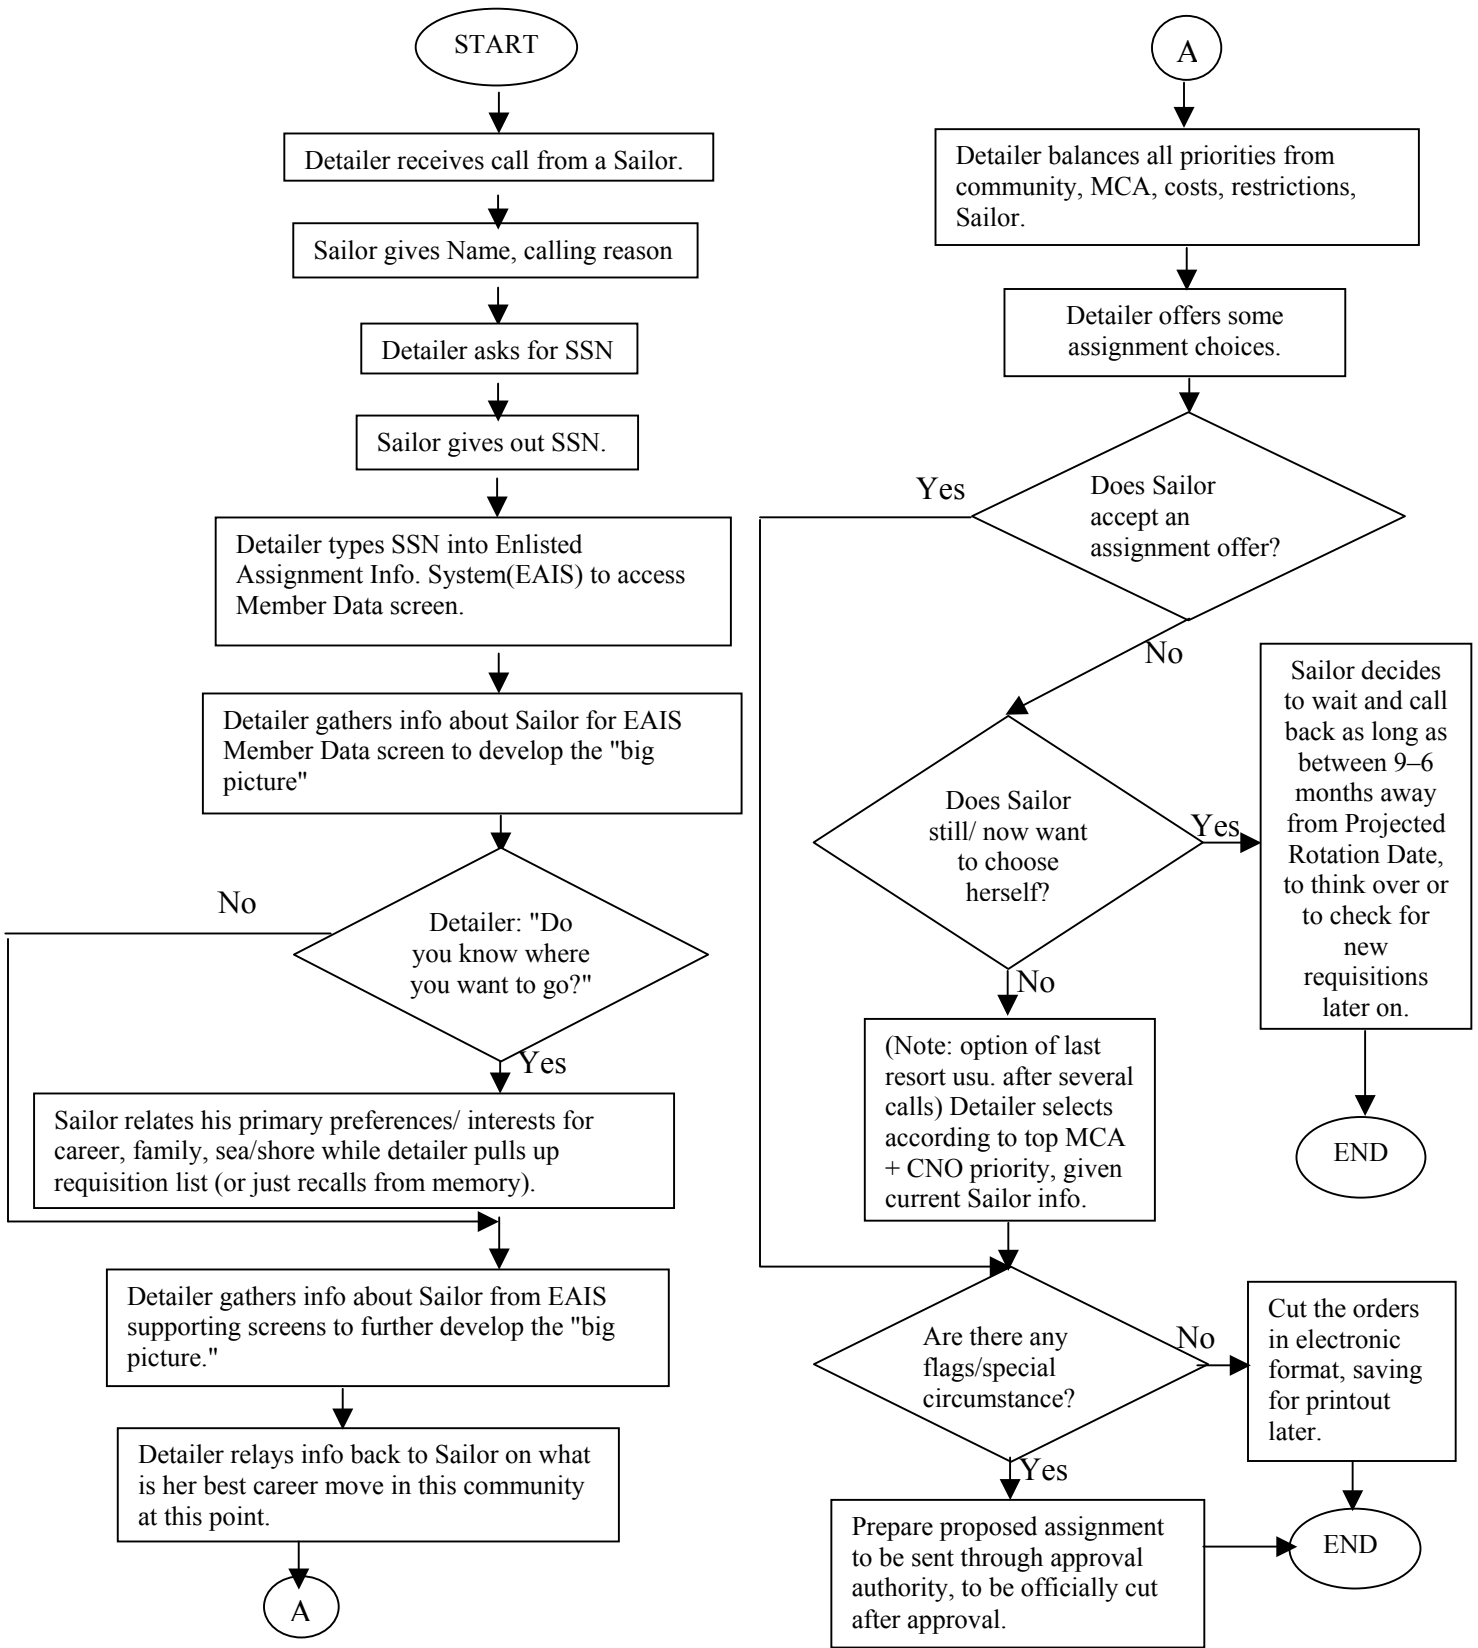 START
Detailer receives call from a Sailor.
Sailor gives Name, calling reason
Detailer asks for SSN
Sailor gives out SSN.
Detailer types SSN into Enlisted
Assignment Info. System(EAIS) to access
Member Data screen.
Detailer gathers info about Sailor for EAIS
Member Data screen to develop the "big
picture"
No
Detailer: "Do
you know where
you want to go?"
Yes
Sailor relates his primary preferences/ interests for
career, family, sea/shore while detailer pulls up
requisition list (or just recalls from memory).
Detailer gathers info about Sailor from EAIS
supporting screens to further develop the "big
picture."
Detailer relays info back to Sailor on what
is her best career move in this community
at this point.
A
A
Detailer balances all priorities from
community, MCA, costs, restrictions,
Sailor.
Detailer offers some
assignment choices.
Yes
Does Sailor
accept an
assignment offer?
No
Does Sailor
still/ now want
to choose
herself?
Yes
Sailor decides
to wait and call
back as long as
between 9–6
months away
from Projected
Rotation Date,
to think over or
to check for
new
requisitions
later on.
END
No
(Note: option of last
resort usu. after several
calls) Detailer selects
according to top MCA
+ CNO priority, given
current Sailor info.
Are there any
flags/special
circumstance?
No
Cut the orders
in electronic
format, saving
for printout
later.
Yes
Prepare proposed assignment
to be sent through approval
authority, to be officially cut
after approval.
END